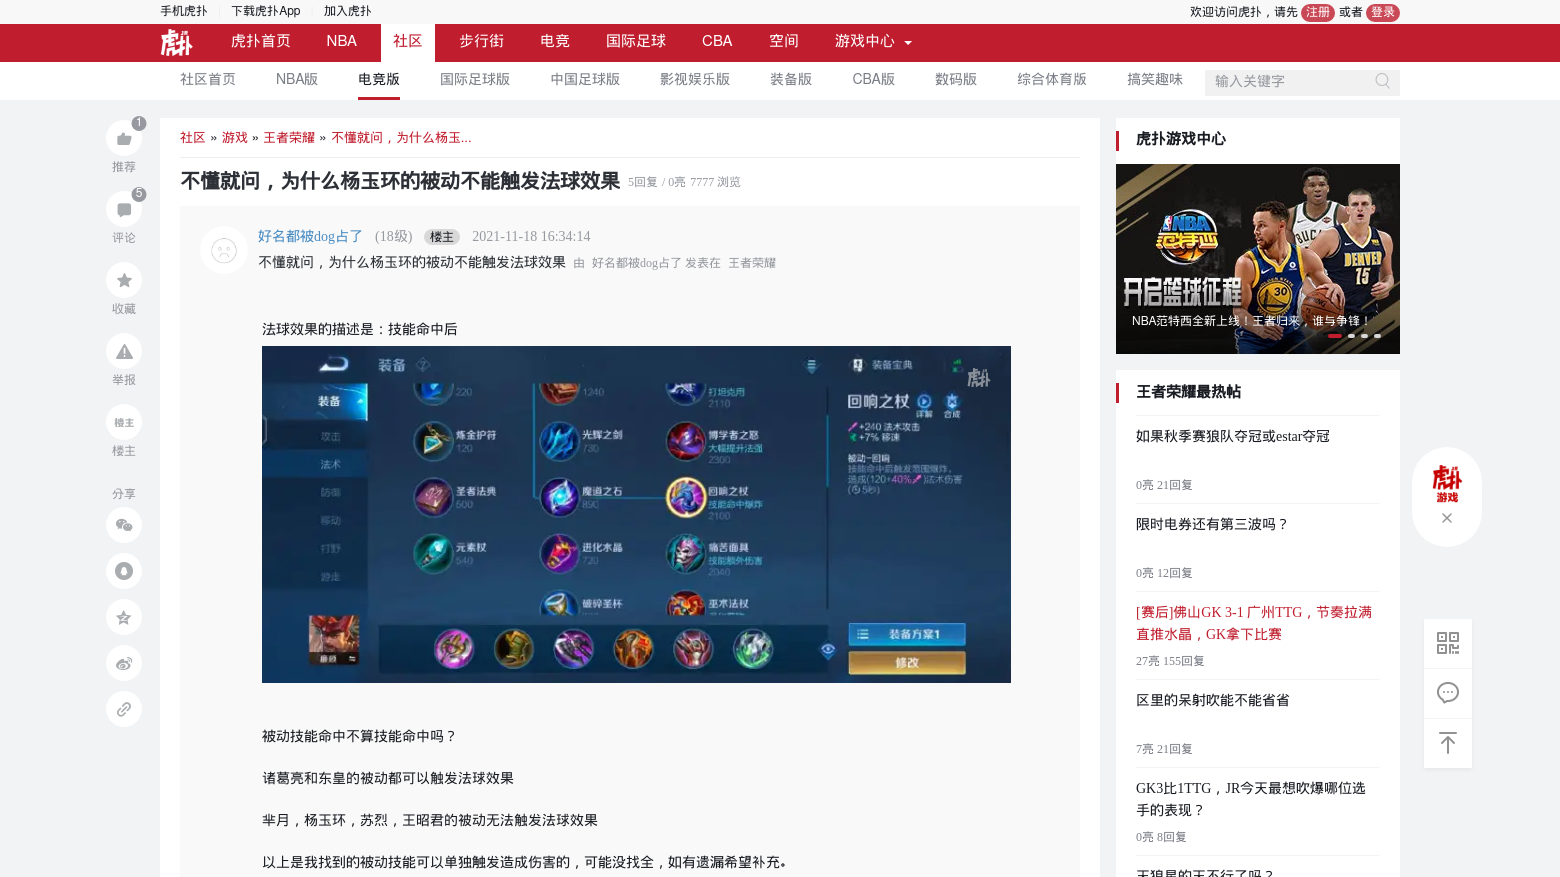 手机虎扑 下载虎扑App 加入虎扑
欢迎访问虎扑，请先 注册 或者 登录
虎扑 虎扑首页 NBA 社区 步行街 电竞 国际足球 CBA 空间 游戏中心
社区首页 NBA版 电竞版 国际足球版 中国足球版 影视娱乐版 装备版 CBA版 数码版 综合体育版 搞笑趣味 输入关键字
1
推荐
5
评论
收藏
举报
楼主
楼主
分享
社区 » 游戏 » 王者荣耀 » 不懂就问，为什么杨玉...
不懂就问，为什么杨玉环的被动不能触发法球效果 5回复 / 0亮 7777 浏览
好名都被dog占了 (18级) 楼主 2021-11-18 16:34:14
不懂就问，为什么杨玉环的被动不能触发法球效果 由 好名都被dog占了 发表在 王者荣耀
法球效果的描述是：技能命中后
装备 装备宝典 虎扑
装备
攻击
法术
防御
移动
打野
游走
220 1240 打坦克用
2110
炼金护符
120
光辉之剑
730
博学者之怒
大幅提升法强
2300
圣者法典
500
魔道之石
890
回响之杖
技能命中爆炸
2100
元素杖
540
进化水晶
720
痛苦面具
技能额外伤害
2040
破碎圣杯 巫术法杖
回响之杖 详解 合成
+240 法术攻击
+7% 移速
被动-回响
技能命中后触发范围爆炸，
造成(120+40%)法术伤害
(5秒)
装备方案1
修改
被动技能命中不算技能命中吗？
诸葛亮和东皇的被动都可以触发法球效果
芈月，杨玉环，苏烈，王昭君的被动无法触发法球效果
以上是我找到的被动技能可以单独触发造成伤害的，可能没找全，如有遗漏希望补充。
虎扑游戏中心
NBA
范特西
BUCKS
DENVER
15
30
开启篮球征程
NBA范特西全新上线！王者归来，谁与争锋！
王者荣耀最热帖
如果秋季赛狼队夺冠或estar夺冠
0亮 21回复
限时电券还有第三波吗？
0亮 12回复
[赛后]佛山GK 3-1 广州TTG，节奏拉满
直推水晶，GK拿下比赛
27亮 155回复
区里的呆射吹能不能省省
7亮 21回复
GK3比1TTG，JR今天最想吹爆哪位选
手的表现？
0亮 8回复
王狼星的王不行了吗？
虎扑
游戏